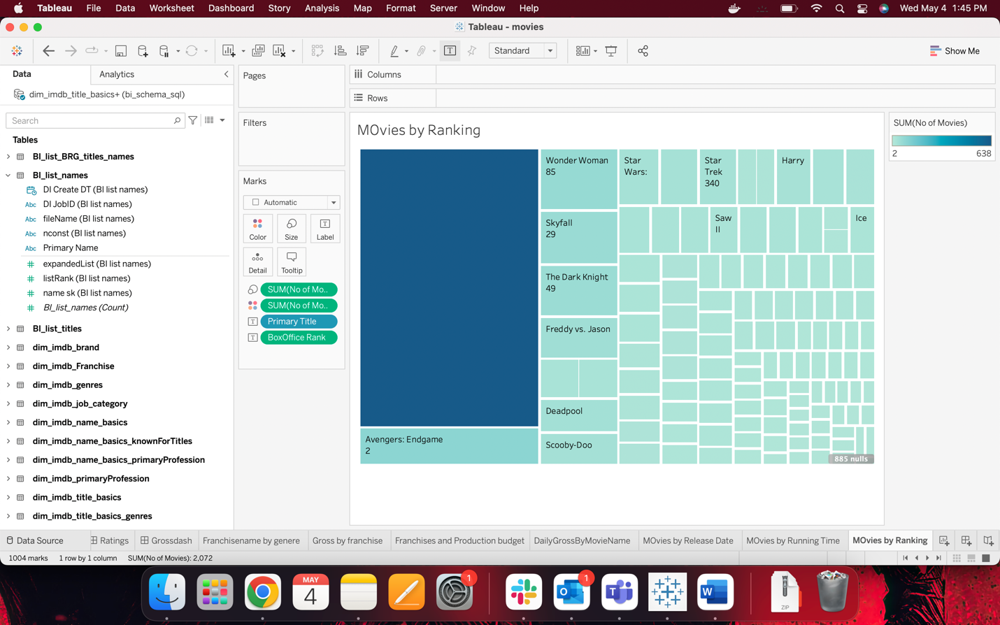 Tableau File Data Worksheet Dashboard Story Analysis Map Format Server Window Help Wed May 4 1:45 PM
Tableau - movies
Standard Show Me
Data Analytics
dim_imdb_title_basics+ (bi_schema_sql)
Search
Tables
BI_list_BRG_titles_names
BI_list_names
DI Create DT (BI list names)
Abc DI JobID (BI list names)
Abc fileName (BI list names)
Abc nconst (BI list names)
Abc Primary Name
expandedList (BI list names)
listRank (BI list names)
name sk (BI list names)
BI_list_names (Count)
BI_list_titles
dim_imdb_brand
dim_imdb_Franchise
dim_imdb_genres
dim_imdb_job_category
dim_imdb_name_basics
dim_imdb_name_basics_knownForTitles
dim_imdb_name_basics_primaryProfession
dim_imdb_primaryProfession
dim_imdb_title_basics
dim_imdb_title_basics_genres
Pages
Filters
Marks
Automatic
Color Size Label
Detail Tooltip
SUM(No of Mo..
SUM(No of Mo..
Primary Title
BoxOffice Rank
Columns
Rows
MOvies by Ranking
Avengers: Endgame
2
Wonder Woman
85
Skyfall
29
The Dark Knight
49
Freddy vs. Jason
Deadpool
Scooby-Doo
Star
Wars:
Star
Trek
340
Harry
Saw
II
Ice
885 nulls
SUM(No of Movies)
2 638
Data Source Ratings Grossdash Franchisename by genere Gross by franchise Franchises and Production budget DailyGrossByMovieName MOvies by Release Date MOvies by Running Time MOvies by Ranking
1004 marks 1 row by 1 column SUM(No of Movies): 2,072
MAY
4
1
1
ZIP